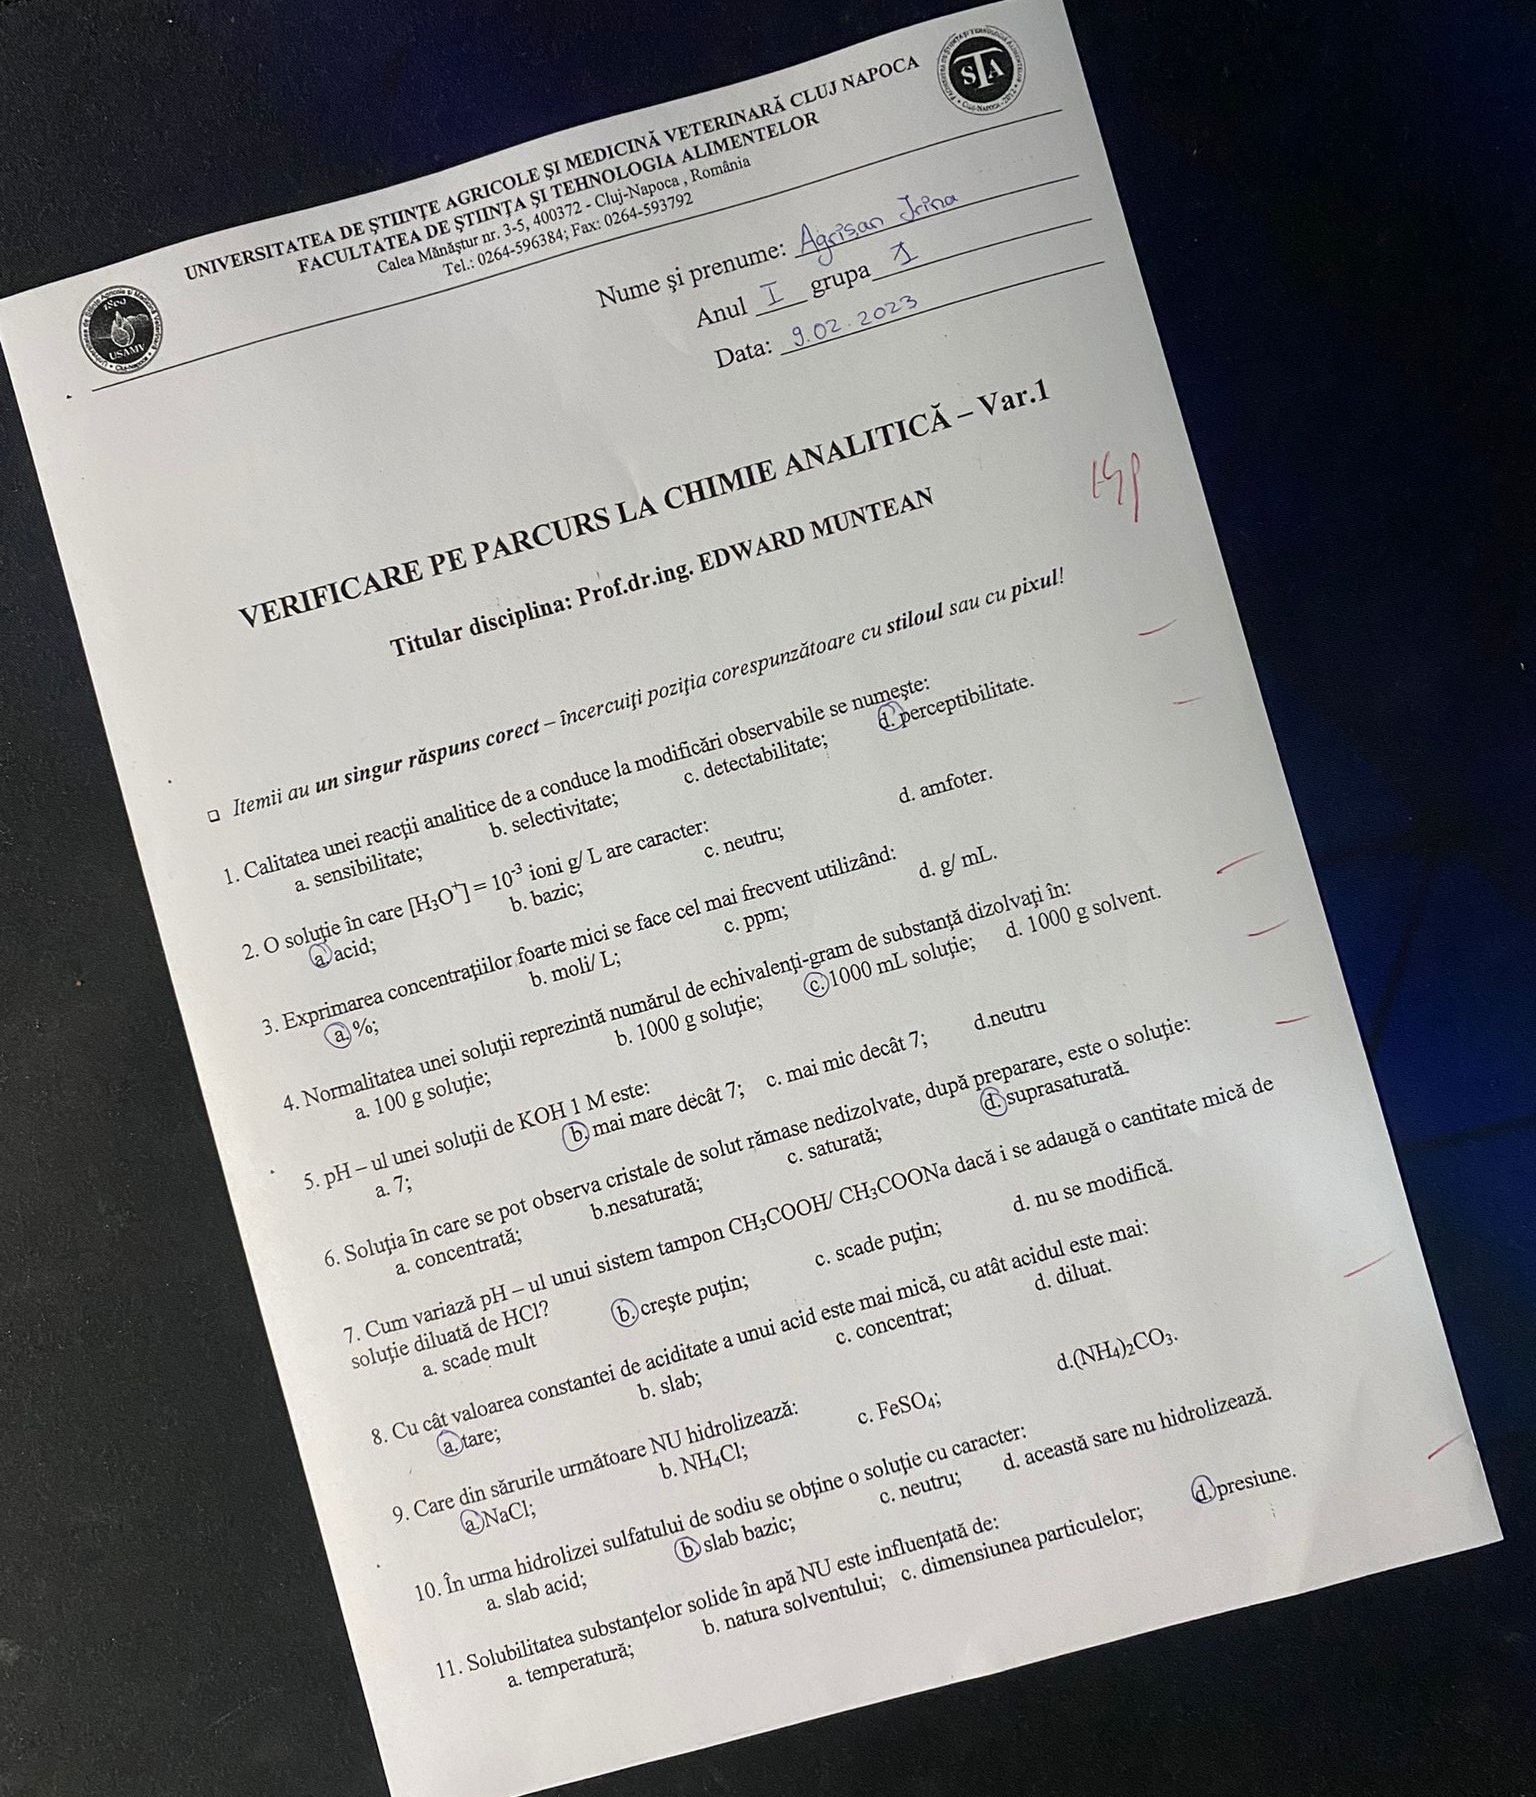 UNIVERSITATEA DE ŞTIINŢE AGRICOLE ŞI MEDICINĂ VETERINARĂ CLUJ NAPOCA
FACULTATEA DE ŞTIINŢA ŞI TEHNOLOGIA ALIMENTELOR
Calea Mănăştur nr. 3-5, 400372 - Cluj-Napoca , România
Tel.: 0264-596384; Fax: 0264-593792
STA
USAMV
Nume şi prenume: Agrișan Irina
Anul I grupa 1
Data: 9.02.2023
VERIFICARE PE PARCURS LA CHIMIE ANALITICĂ – Var.1
Titular disciplina: Prof.dr.ing. EDWARD MUNTEAN
Itemii au un singur răspuns corect – încercuiţi poziţia corespunzătoare cu stiloul sau cu pixul!
1. Calitatea unei reacţii analitice de a conduce la modificări observabile se numeşte:
a. sensibilitate; b. selectivitate; c. detectabilitate; d. perceptibilitate.
2. O soluţie în care [H₃O⁺] = 10⁻³ ioni g/ L are caracter:
a. acid; b. bazic; c. neutru; d. amfoter.
3. Exprimarea concentraţiilor foarte mici se face cel mai frecvent utilizând:
a. %; b. moli/ L; c. ppm; d. g/ mL.
4. Normalitatea unei soluţii reprezintă numărul de echivalenţi-gram de substanţă dizolvaţi în:
a. 100 g soluţie; b. 1000 g soluţie; c. 1000 mL soluţie; d. 1000 g solvent.
5. pH – ul unei soluţii de KOH 1 M este:
a. 7; b. mai mare decât 7; c. mai mic decât 7; d.neutru
6. Soluţia în care se pot observa cristale de solut rămase nedizolvate, după preparare, este o soluţie:
a. concentrată; b.nesaturată; c. saturată; d. suprasaturată.
7. Cum variază pH – ul unui sistem tampon CH₃COOH/ CH₃COONa dacă i se adaugă o cantitate mică de
soluţie diluată de HCl?
a. scade mult b. creşte puţin; c. scade puţin; d. nu se modifică.
8. Cu cât valoarea constantei de aciditate a unui acid este mai mică, cu atât acidul este mai:
a. tare; b. slab; c. concentrat; d. diluat.
9. Care din sărurile următoare NU hidrolizează:
a. NaCl; b. NH₄Cl; c. FeSO₄; d.(NH₄)₂CO₃.
10. În urma hidrolizei sulfatului de sodiu se obţine o soluţie cu caracter:
a. slab acid; b. slab bazic; c. neutru; d. această sare nu hidrolizează.
11. Solubilitatea substanţelor solide în apă NU este influenţată de:
a. temperatură; b. natura solventului; c. dimensiunea particulelor; d. presiune.